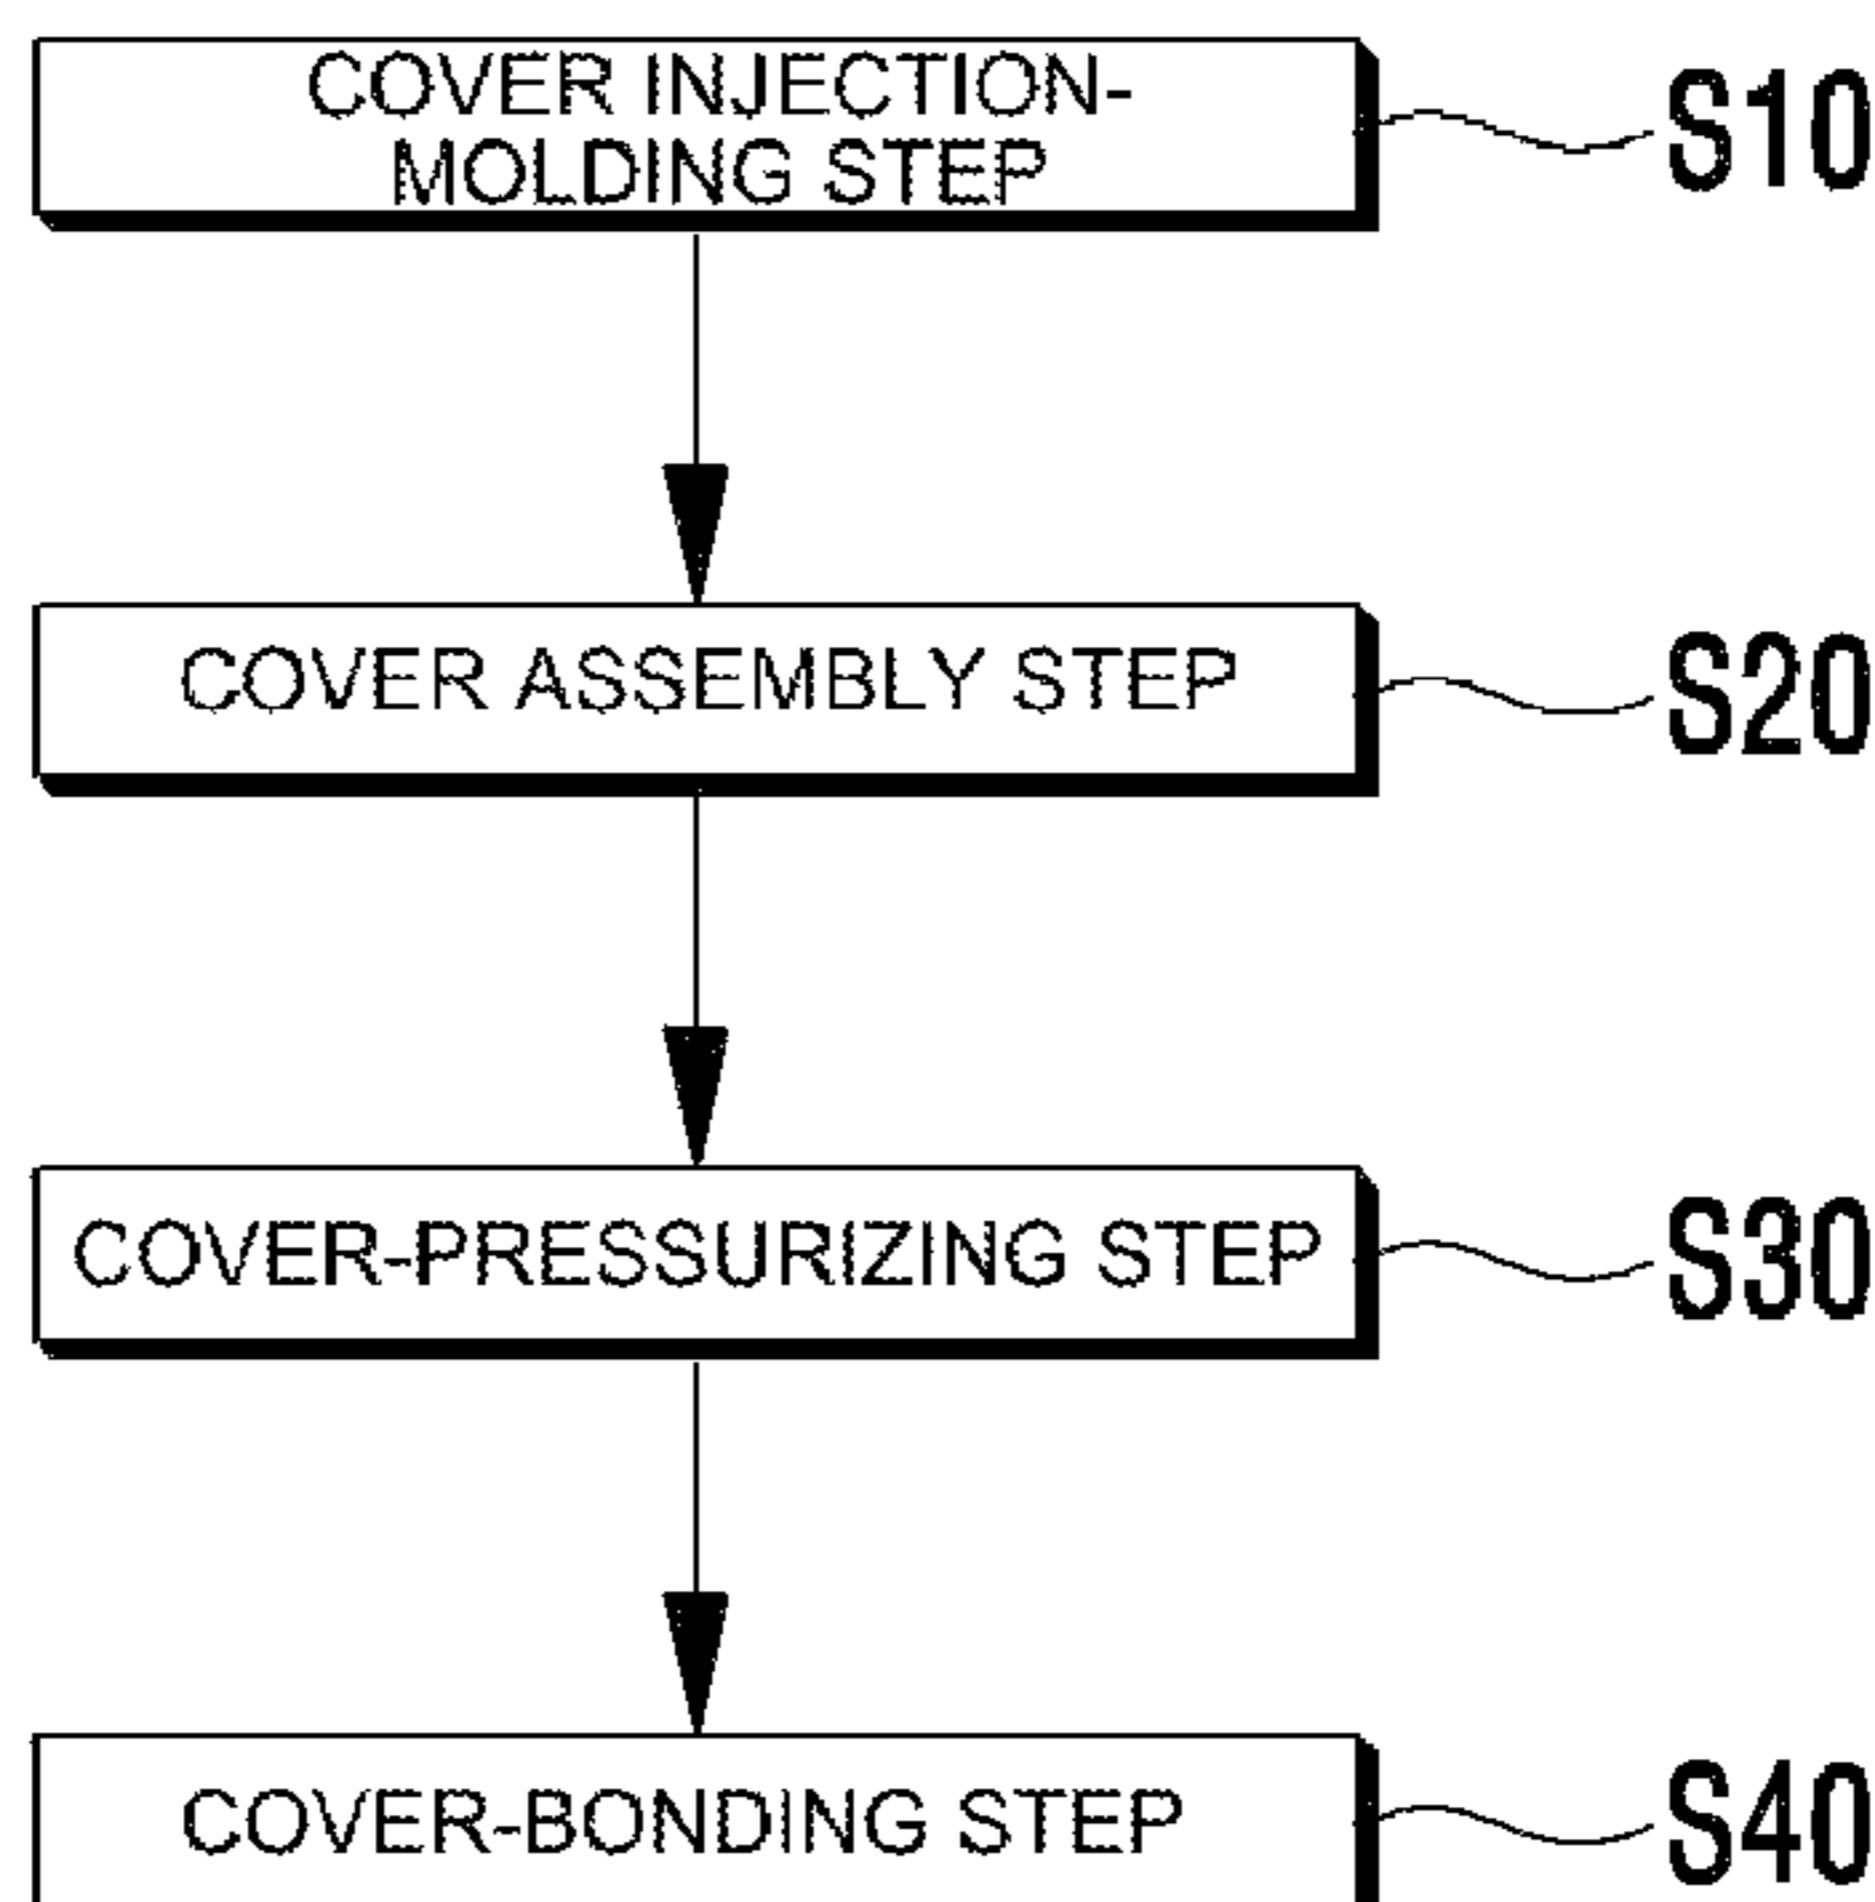 COVER INJECTION-
MOLDING STEP
S10
COVER ASSEMBLY STEP
S20
COVER-PRESSURIZING STEP
S30
COVER-BONDING STEP
S40